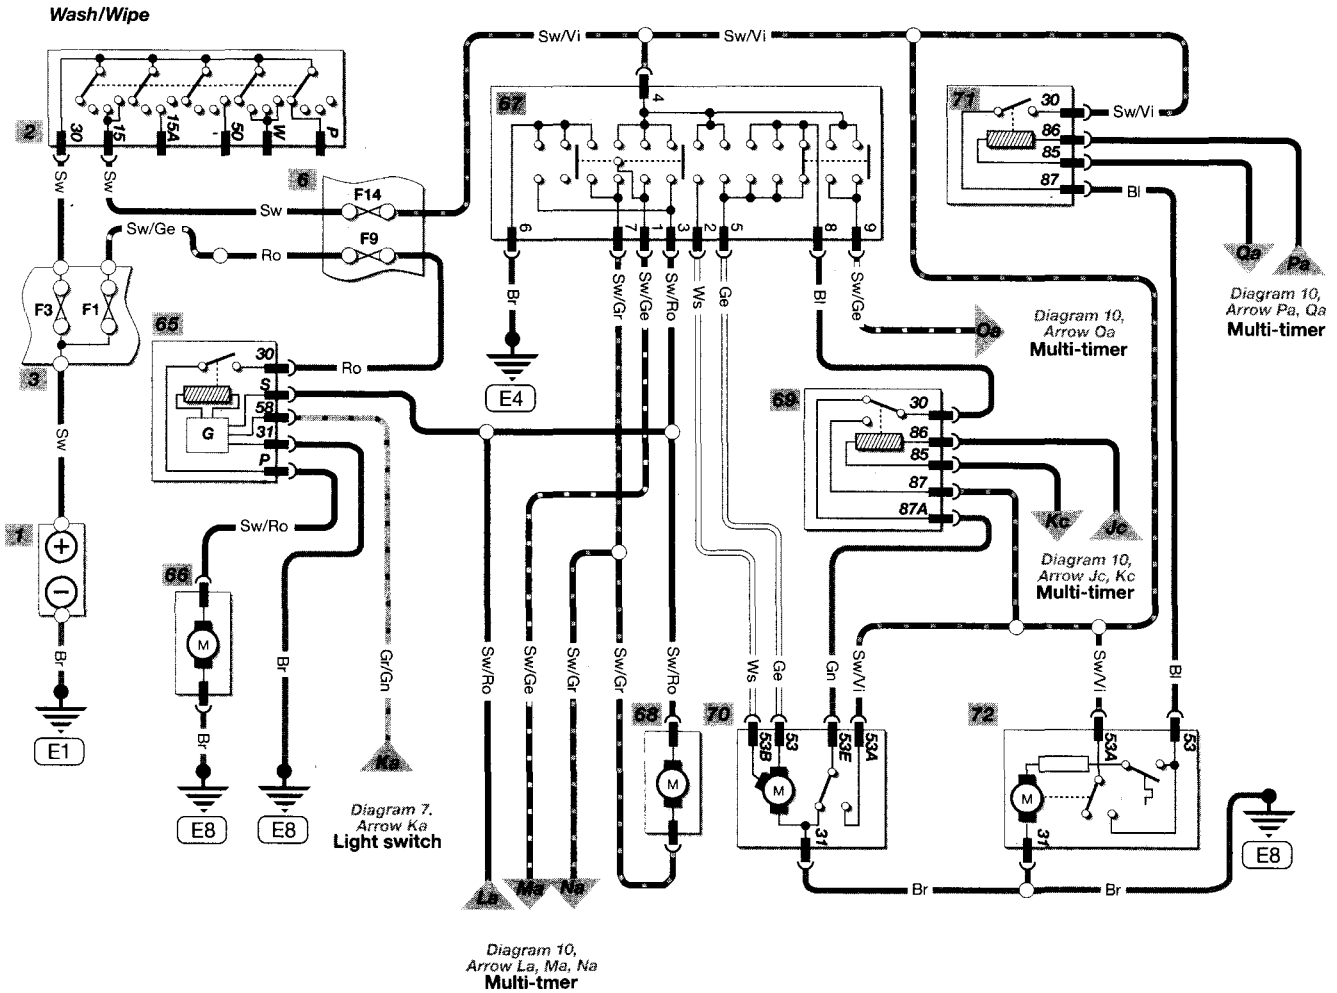 Wash/Wipe
2
30
15
15A
50
W
P
Sw
Sw
Sw
Sw/Ge
Ro
6
F14
F9
F3
F1
3
Sw
1
+
−
Br
E1
65
30
S
58
31
P
G
Ro
Sw/Ro
66
M
Br
E8
Br
E8
Gr/Gn
Ka
Diagram 7.
Arrow Ka
Light switch
Sw/Vi
Sw/Vi
67
4
6
7
1
3
2
5
8
9
Br
E4
Sw/Gr
Sw/Ge
Sw/Ro
Ws
Ge
Bl
Sw/Ge
Oa
Diagram 10,
Arrow Oa
Multi-timer
71
30
86
85
87
Sw/Vi
Bl
Qa
Pa
Diagram 10,
Arrow Pa, Qa
Multi-timer
69
30
86
85
87
87A
Kc
Jc
Diagram 10,
Arrow Jc, Kc
Multi-timer
Sw/Ro
Sw/Ge
Sw/Gr
Sw/Gr
Sw/Ro
Ws
Ge
Gn
Sw/Vi
Sw/Vi
Bl
La
Ma
Na
Diagram 10,
Arrow La, Ma, Na
Multi-tmer
68
M
70
53B
53
53E
53A
M
31
72
53A
53
M
31
Br
Br
E8